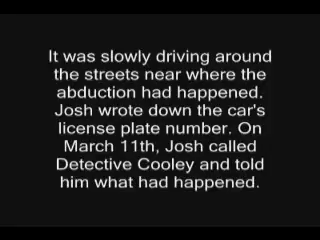 It was slowly driving around
the streets near where the
abduction had happened.
Josh wrote down the car's
license plate number. On
March 11th, Josh called
Detective Cooley and told
him what had happened.